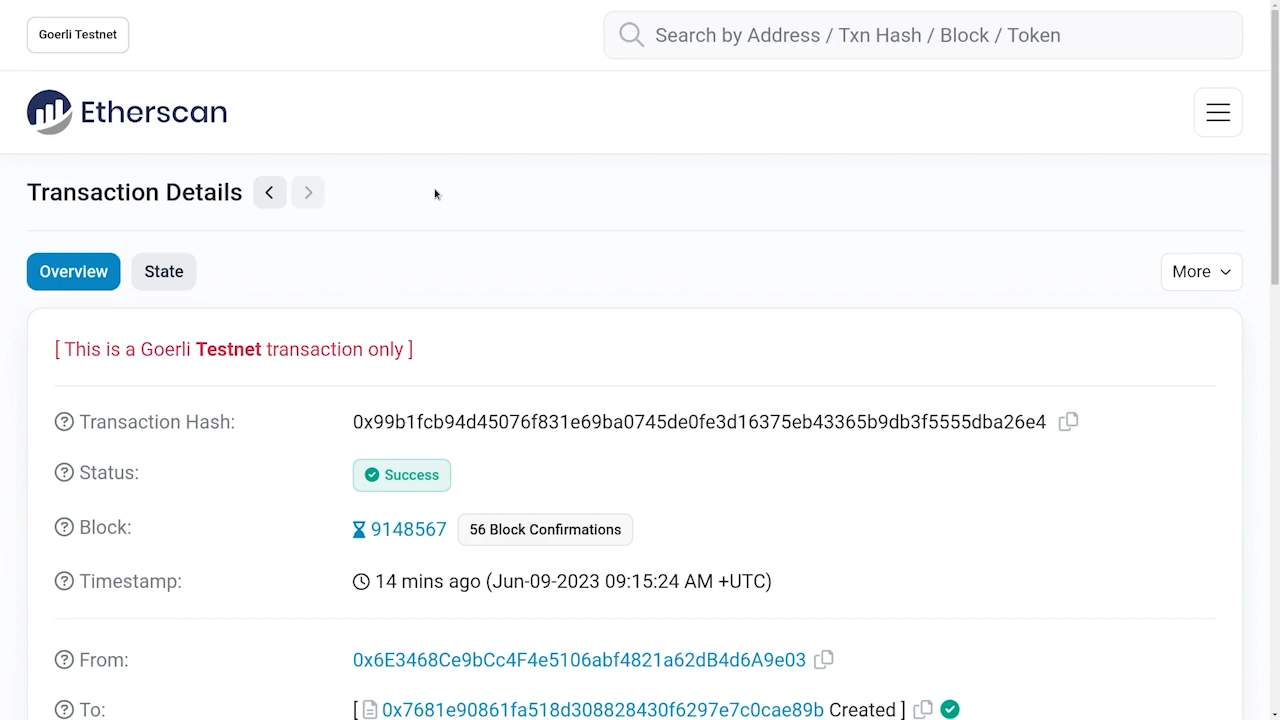 Goerli Testnet
Search by Address / Txn Hash / Block / Token
Etherscan
Transaction Details
Overview State More
[ This is a Goerli Testnet transaction only ]
Transaction Hash: 0x99b1fcb94d45076f831e69ba0745de0fe3d16375eb43365b9db3f5555dba26e4
Status: Success
Block: 9148567 56 Block Confirmations
Timestamp: 14 mins ago (Jun-09-2023 09:15:24 AM +UTC)
From: 0x6E3468Ce9bCc4F4e5106abf4821a62dB4d6A9e03
To: [ 0x7681e90861fa518d308828430f6297e7c0cae89b Created ]